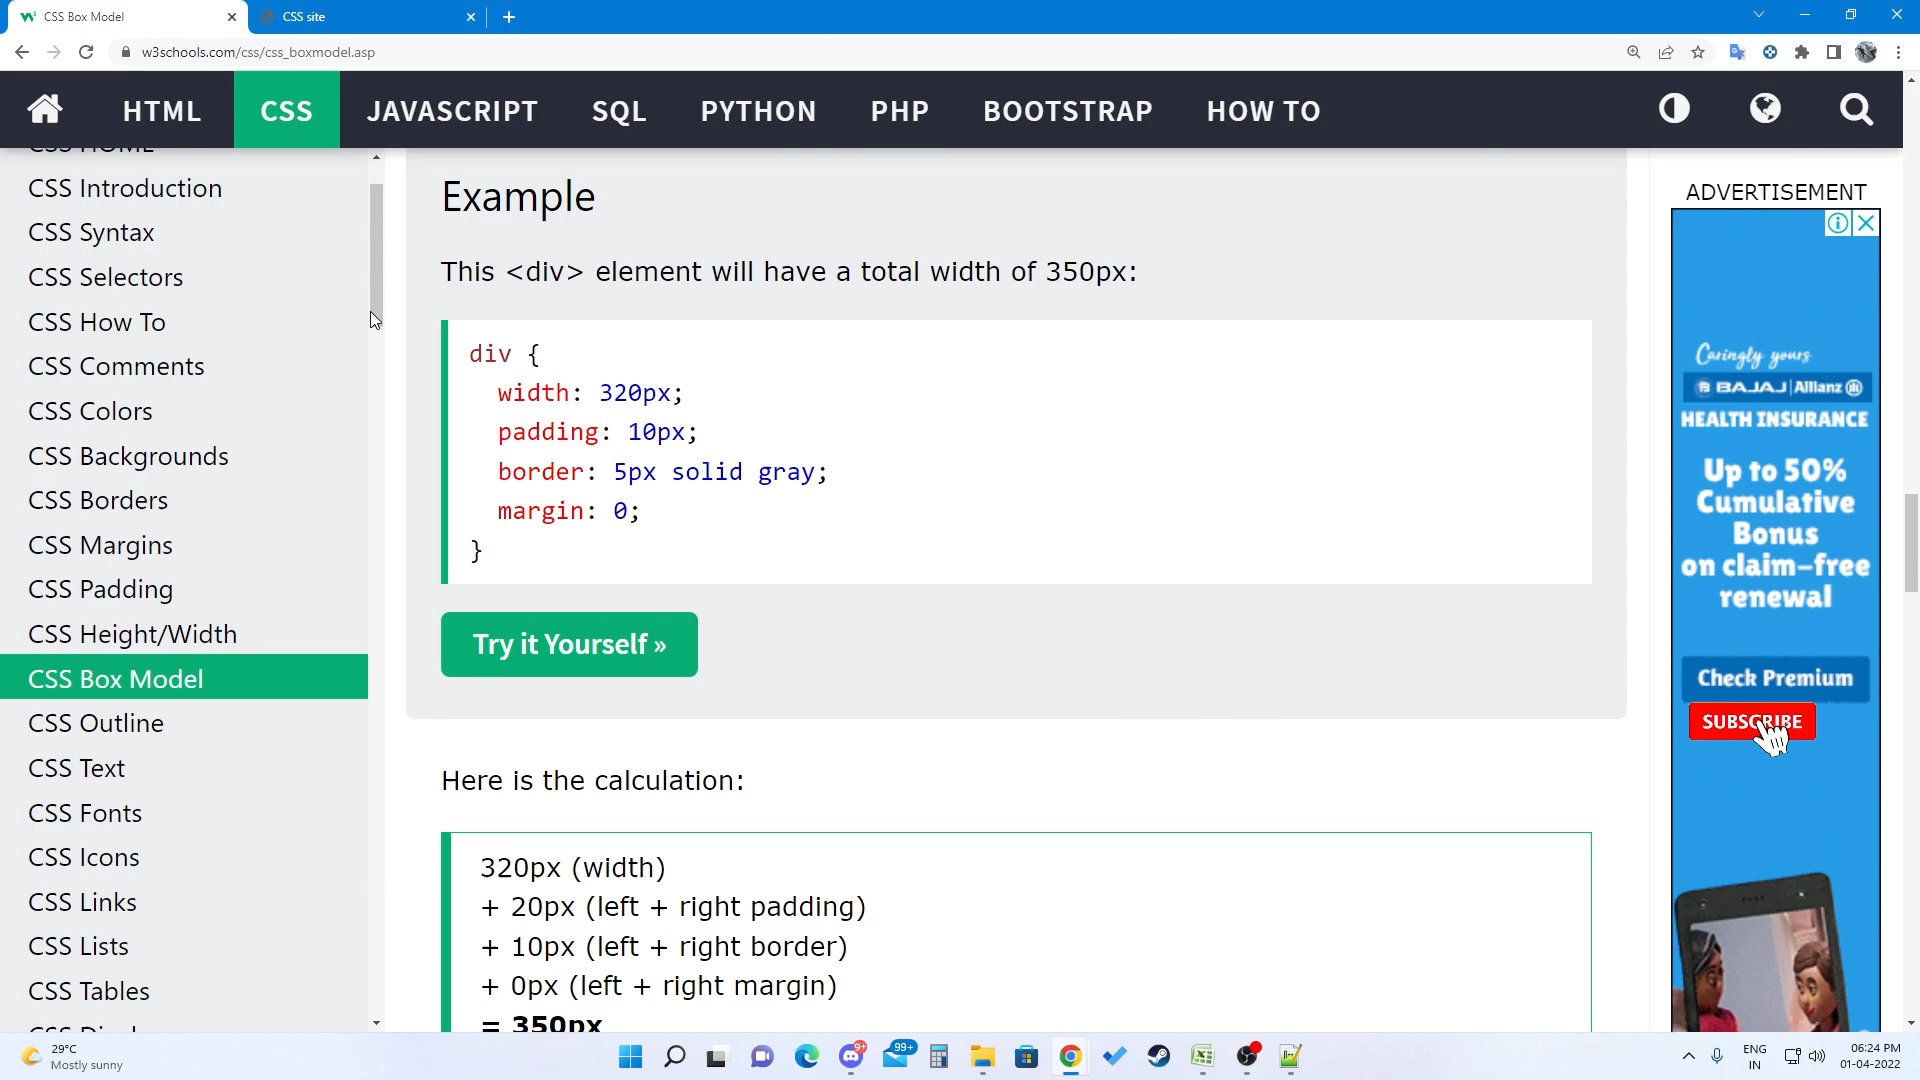 CSS Box Model
CSS site
w3schools.com/css/css_boxmodel.asp
HTML
CSS
JAVASCRIPT
SQL
PYTHON
PHP
BOOTSTRAP
HOW TO
CSS HOME
CSS Introduction
CSS Syntax
CSS Selectors
CSS How To
CSS Comments
CSS Colors
CSS Backgrounds
CSS Borders
CSS Margins
CSS Padding
CSS Height/Width
CSS Box Model
CSS Outline
CSS Text
CSS Fonts
CSS Icons
CSS Links
CSS Lists
CSS Tables
Example
This <div> element will have a total width of 350px:
div {
width: 320px;
padding: 10px;
border: 5px solid gray;
margin: 0;
}
Try it Yourself »
Here is the calculation:
320px (width)
+ 20px (left + right padding)
+ 10px (left + right border)
+ 0px (left + right margin)
= 350px
ADVERTISEMENT
Caringly yours
BAJAJ | Allianz
HEALTH INSURANCE
Up to 50%
Cumulative
Bonus
on claim-free
renewal
Check Premium
SUBSCRIBE
29°C
Mostly sunny
9+
99+
ENG
IN
06:24 PM
01-04-2022